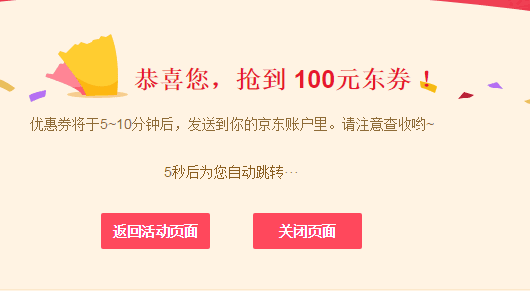 恭喜您，抢到 100元东券！
优惠券将于5~10分钟后，发送到你的京东账户里。请注意查收哟~
5秒后为您自动跳转···
返回活动页面
关闭页面